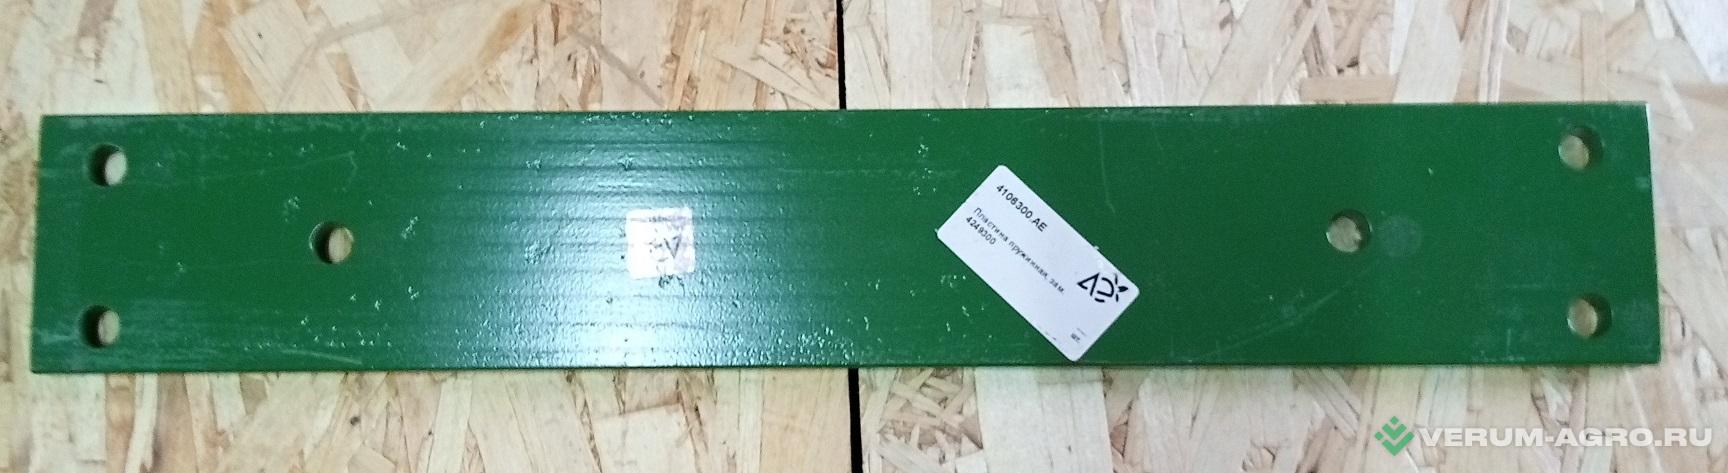 4106300.AE
Пластина пружинная, зам.
4249300
шт.
VERUM-AGRO.RU